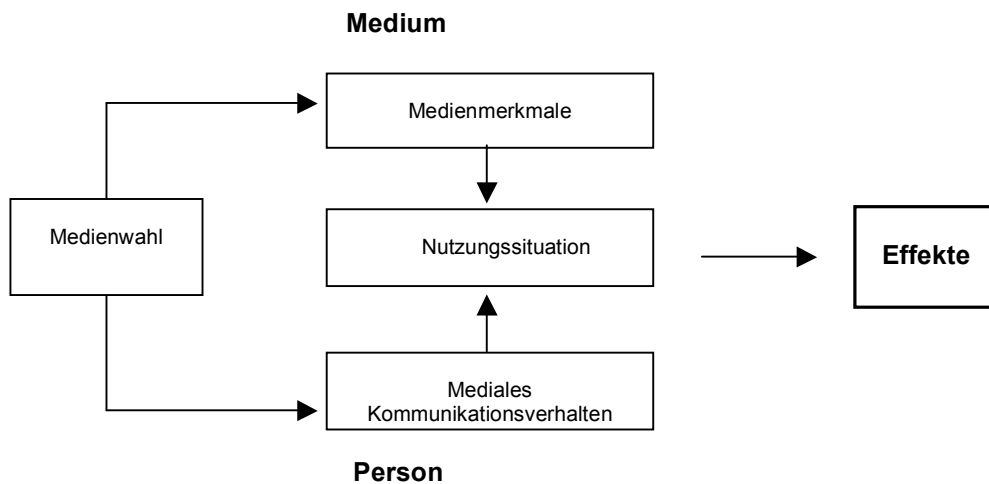 Medium
Medienmerkmale
Medienwahl
Nutzungssituation
Effekte
Mediales
Kommunikationsverhalten
Person